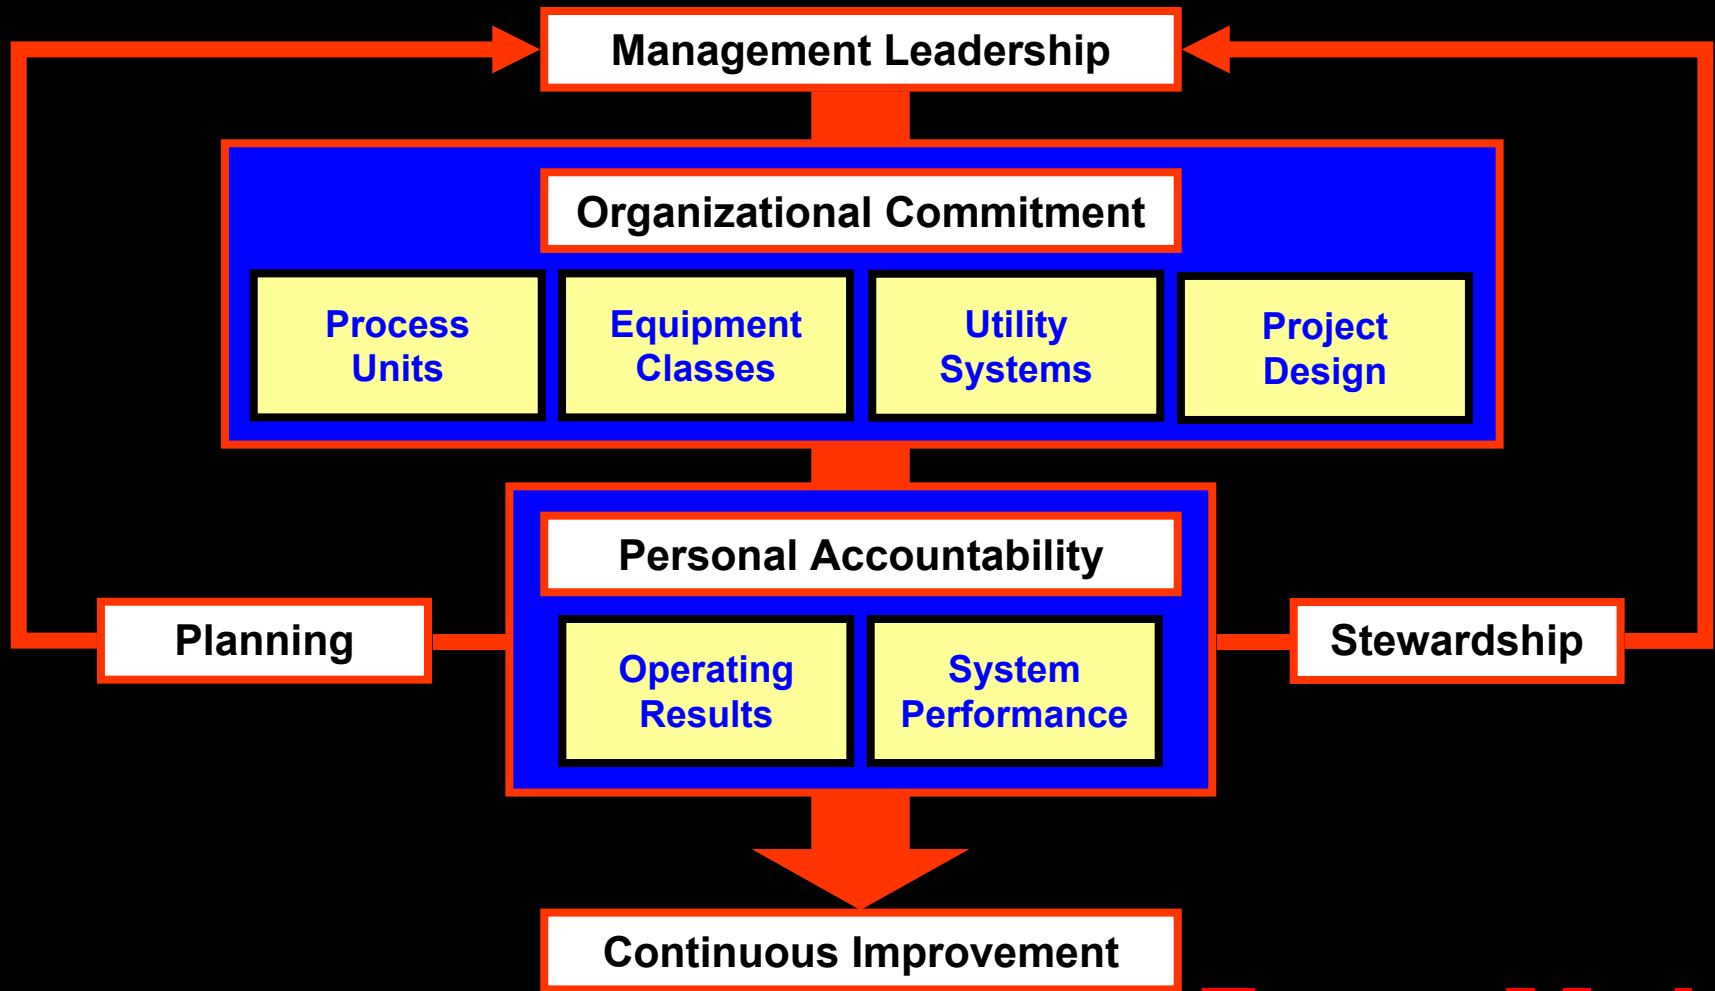 Management Leadership
Organizational Commitment
Process
Units
Equipment
Classes
Utility
Systems
Project
Design
Personal Accountability
Planning
Stewardship
Operating
Results
System
Performance
Continuous Improvement